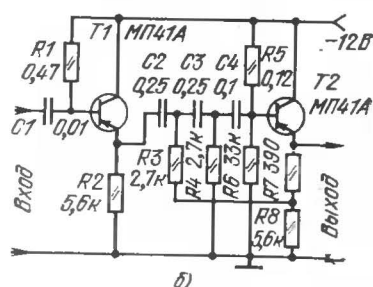 T1 МП41А
R1
0,47
C2
0,25
C3
0,25
C4
0,1
R5
0,12
−12В
T2
МП41А
C1
0,01
R2
5,6к
R3
2,7к
R4 2,7к
R6 33к
R7 390
R8
5,6к
Вход
Выход
б)